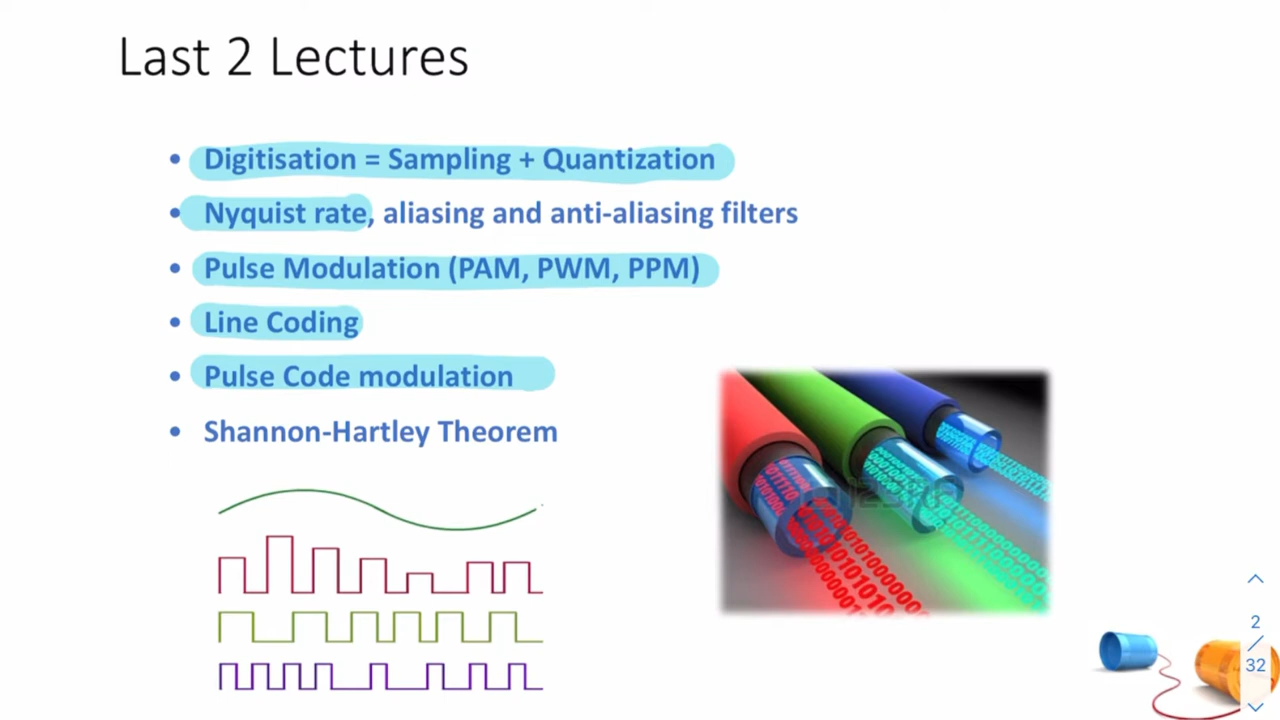 Last 2 Lectures
• Digitisation = Sampling + Quantization
• Nyquist rate, aliasing and anti-aliasing filters
• Pulse Modulation (PAM, PWM, PPM)
• Line Coding
• Pulse Code modulation
• Shannon-Hartley Theorem
2
/
32